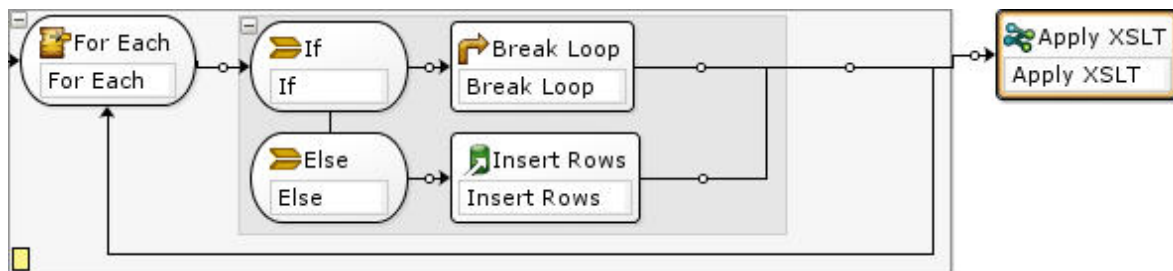 For Each
For Each
If
If
Break Loop
Break Loop
Else
Else
Insert Rows
Insert Rows
Apply XSLT
Apply XSLT